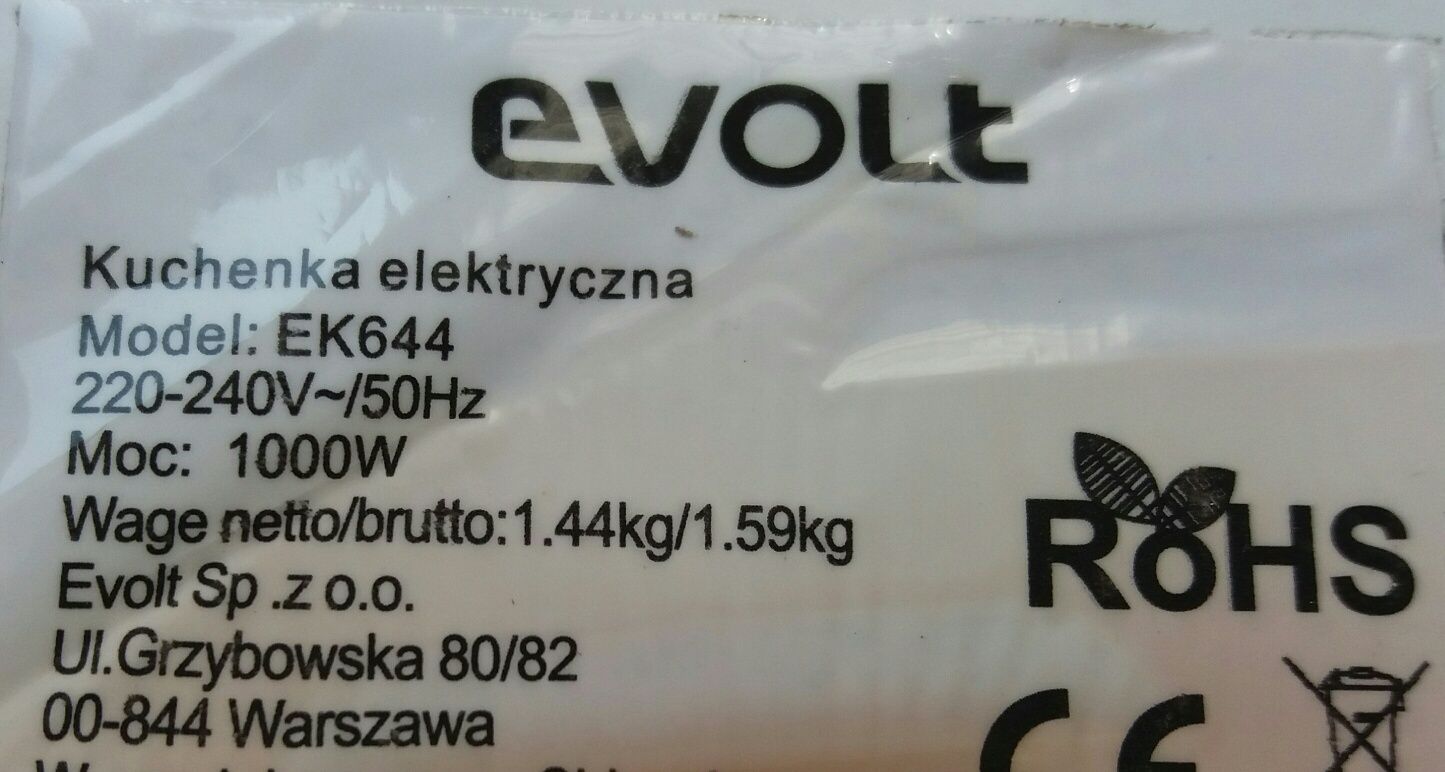 evolt
Kuchenka elektryczna
Model: EK644
220-240V~/50Hz
Moc: 1000W
Wage netto/brutto:1.44kg/1.59kg
Evolt Sp .z o.o.
Ul.Grzybowska 80/82
00-844 Warszawa
RoHS
CE